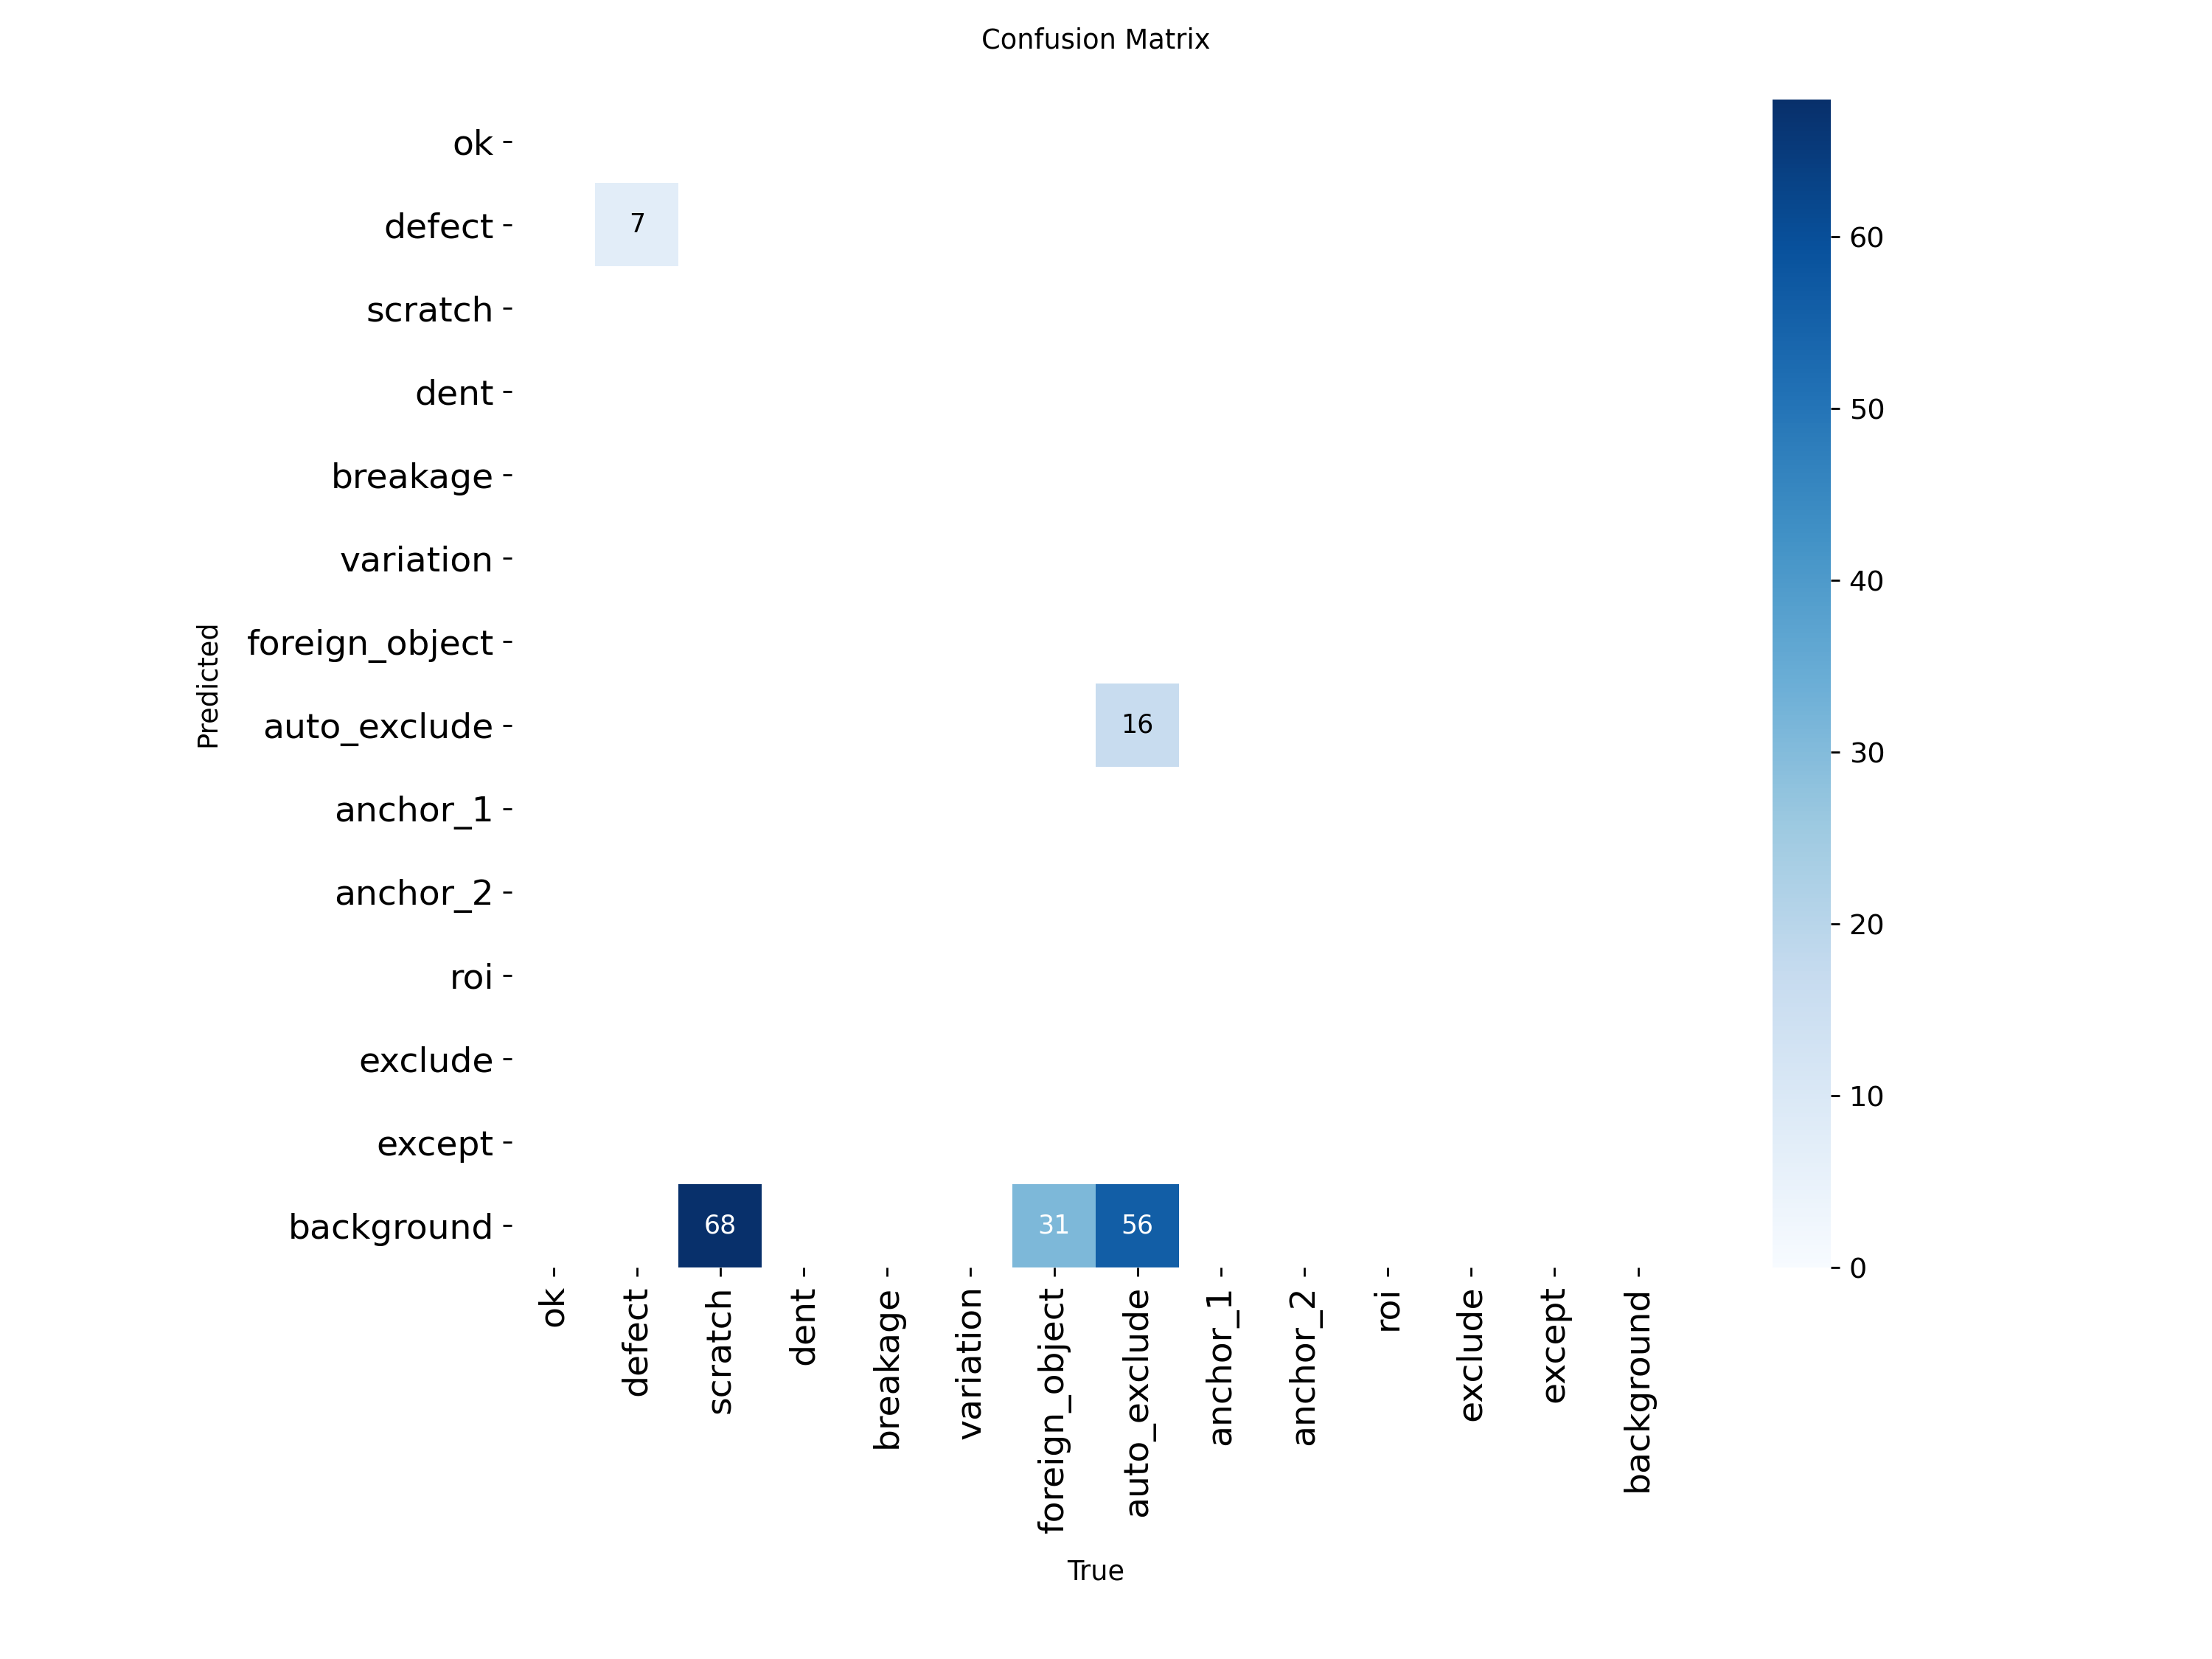 Confusion Matrix
ok
defect
7
scratch
dent
breakage
variation
foreign_object
auto_exclude
16
anchor_1
anchor_2
roi
exclude
except
background
68 31 56
Predicted
ok
defect
scratch
dent
breakage
variation
foreign_object
auto_exclude
anchor_1
anchor_2
roi
exclude
except
background
True
60
50
40
30
20
10
0